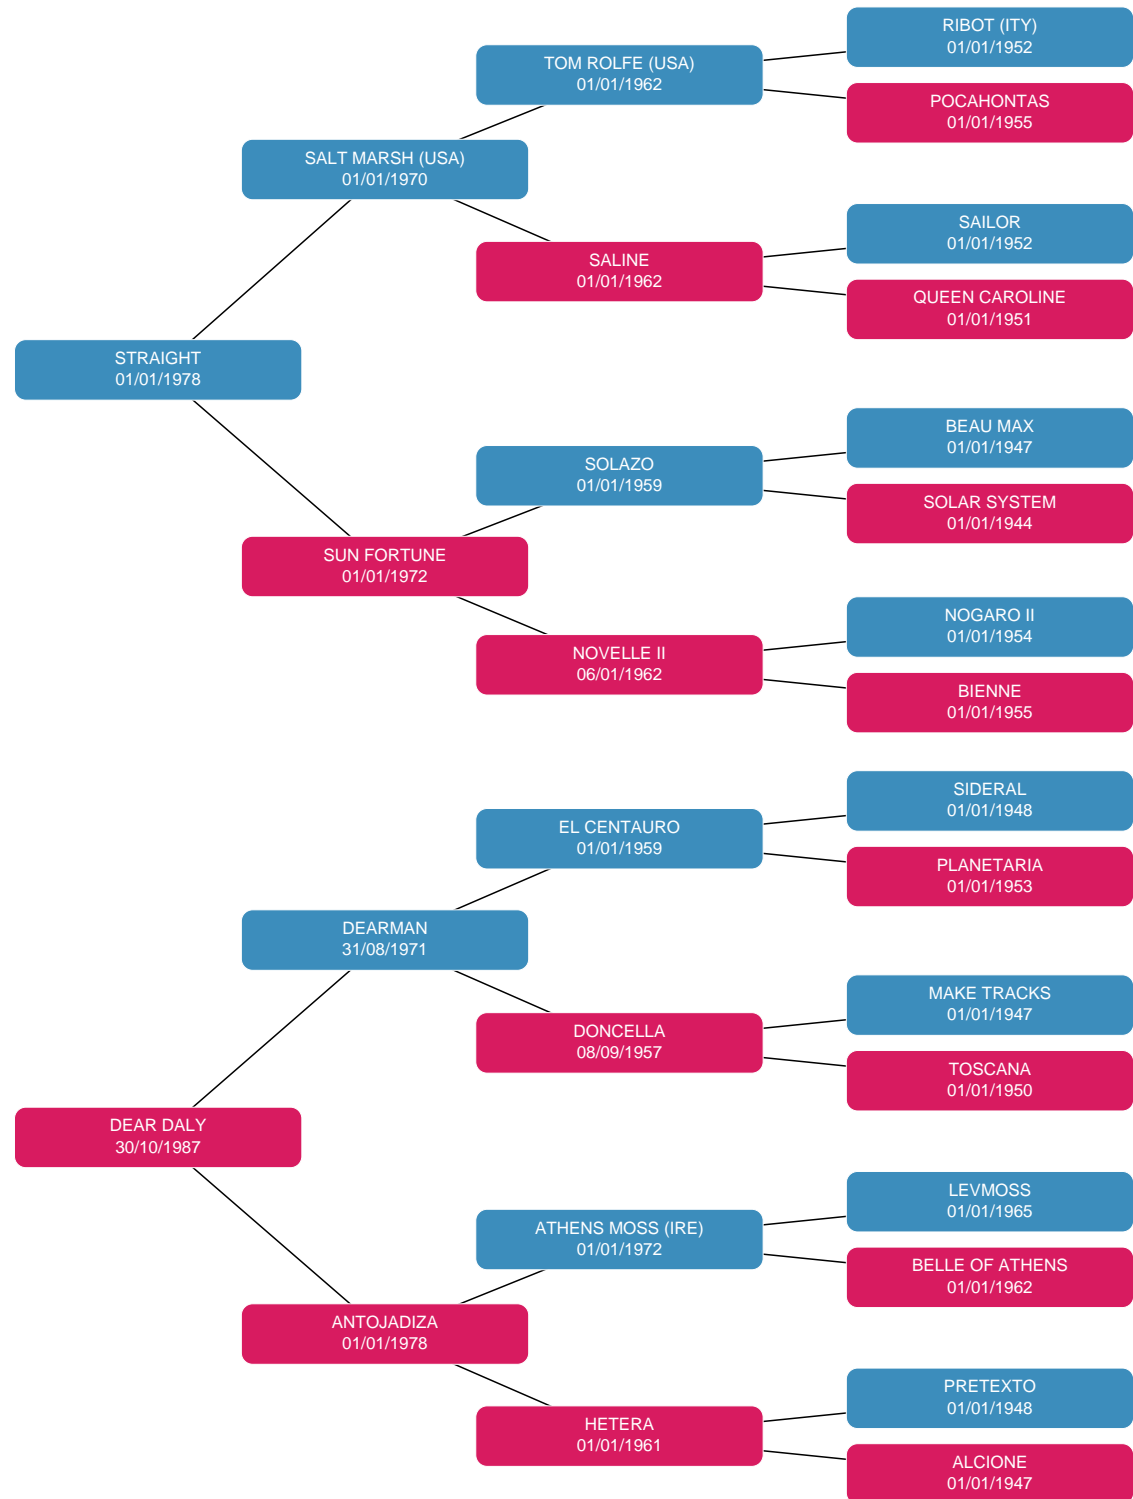 RIBOT (ITY)
01/01/1952
TOM ROLFE (USA)
01/01/1962
POCAHONTAS
01/01/1955
SALT MARSH (USA)
01/01/1970
SAILOR
01/01/1952
SALINE
01/01/1962
QUEEN CAROLINE
01/01/1951
STRAIGHT
01/01/1978
BEAU MAX
01/01/1947
SOLAZO
01/01/1959
SOLAR SYSTEM
01/01/1944
SUN FORTUNE
01/01/1972
NOGARO II
01/01/1954
NOVELLE II
06/01/1962
BIENNE
01/01/1955
SIDERAL
01/01/1948
EL CENTAURO
01/01/1959
PLANETARIA
01/01/1953
DEARMAN
31/08/1971
MAKE TRACKS
01/01/1947
DONCELLA
08/09/1957
TOSCANA
01/01/1950
DEAR DALY
30/10/1987
LEVMOSS
01/01/1965
ATHENS MOSS (IRE)
01/01/1972
BELLE OF ATHENS
01/01/1962
ANTOJADIZA
01/01/1978
PRETEXTO
01/01/1948
HETERA
01/01/1961
ALCIONE
01/01/1947